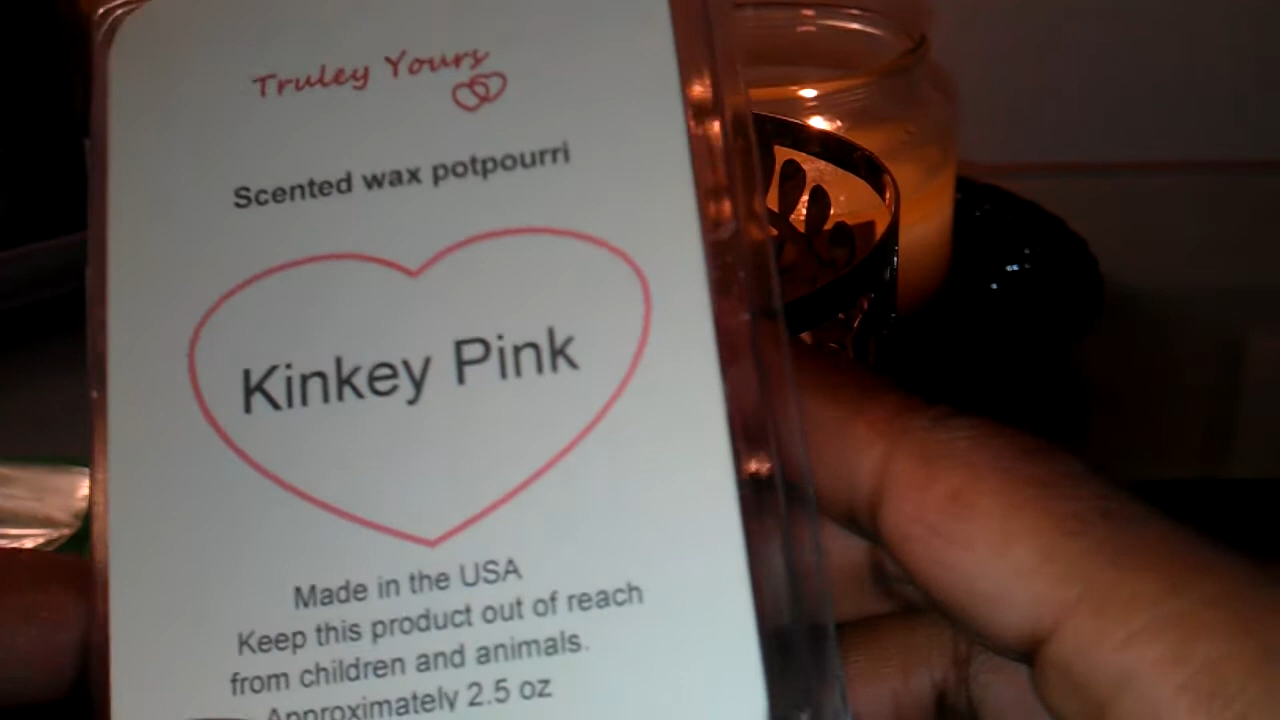 Truley Yours
Scented wax potpourri
Kinkey Pink
Made in the USA
Keep this product out of reach
from children and animals.
Approximately 2.5 oz